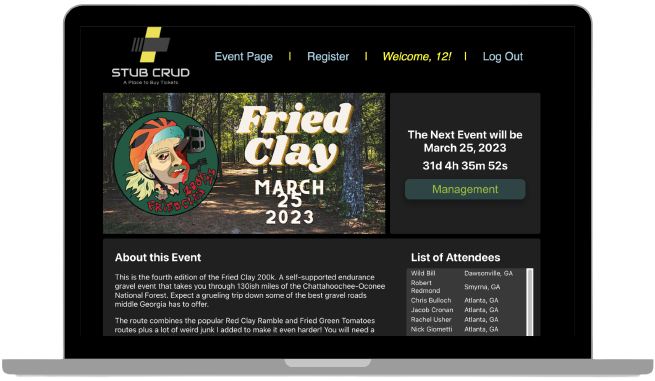 STUB CRUD
A Place to Buy Tickets
Event Page | Register | Welcome, 12! | Log Out
Fried
Clay
MARCH
25
2023
200K
FRIED CLAY
The Next Event will be
March 25, 2023
31d 4h 35m 52s
Management
About this Event
This is the fourth edition of the Fried Clay 200k. A self-supported endurance
gravel event that takes you through 130ish miles of the Chattahoochee-Oconee
National Forest. Expect a grueling trip down some of the best gravel roads
middle Georgia has to offer.
The route combines the popular Red Clay Ramble and Fried Green Tomatoes
routes plus a lot of weird junk I added to make it even harder! You will need a
List of Attendees
Wild Bill Dawsonville, GA
Robert
Redmond Smyrna, GA
Chris Bulloch Atlanta, GA
Jacob Cronan Atlanta, GA
Rachel Usher Atlanta, GA
Nick Giometti Atlanta, GA